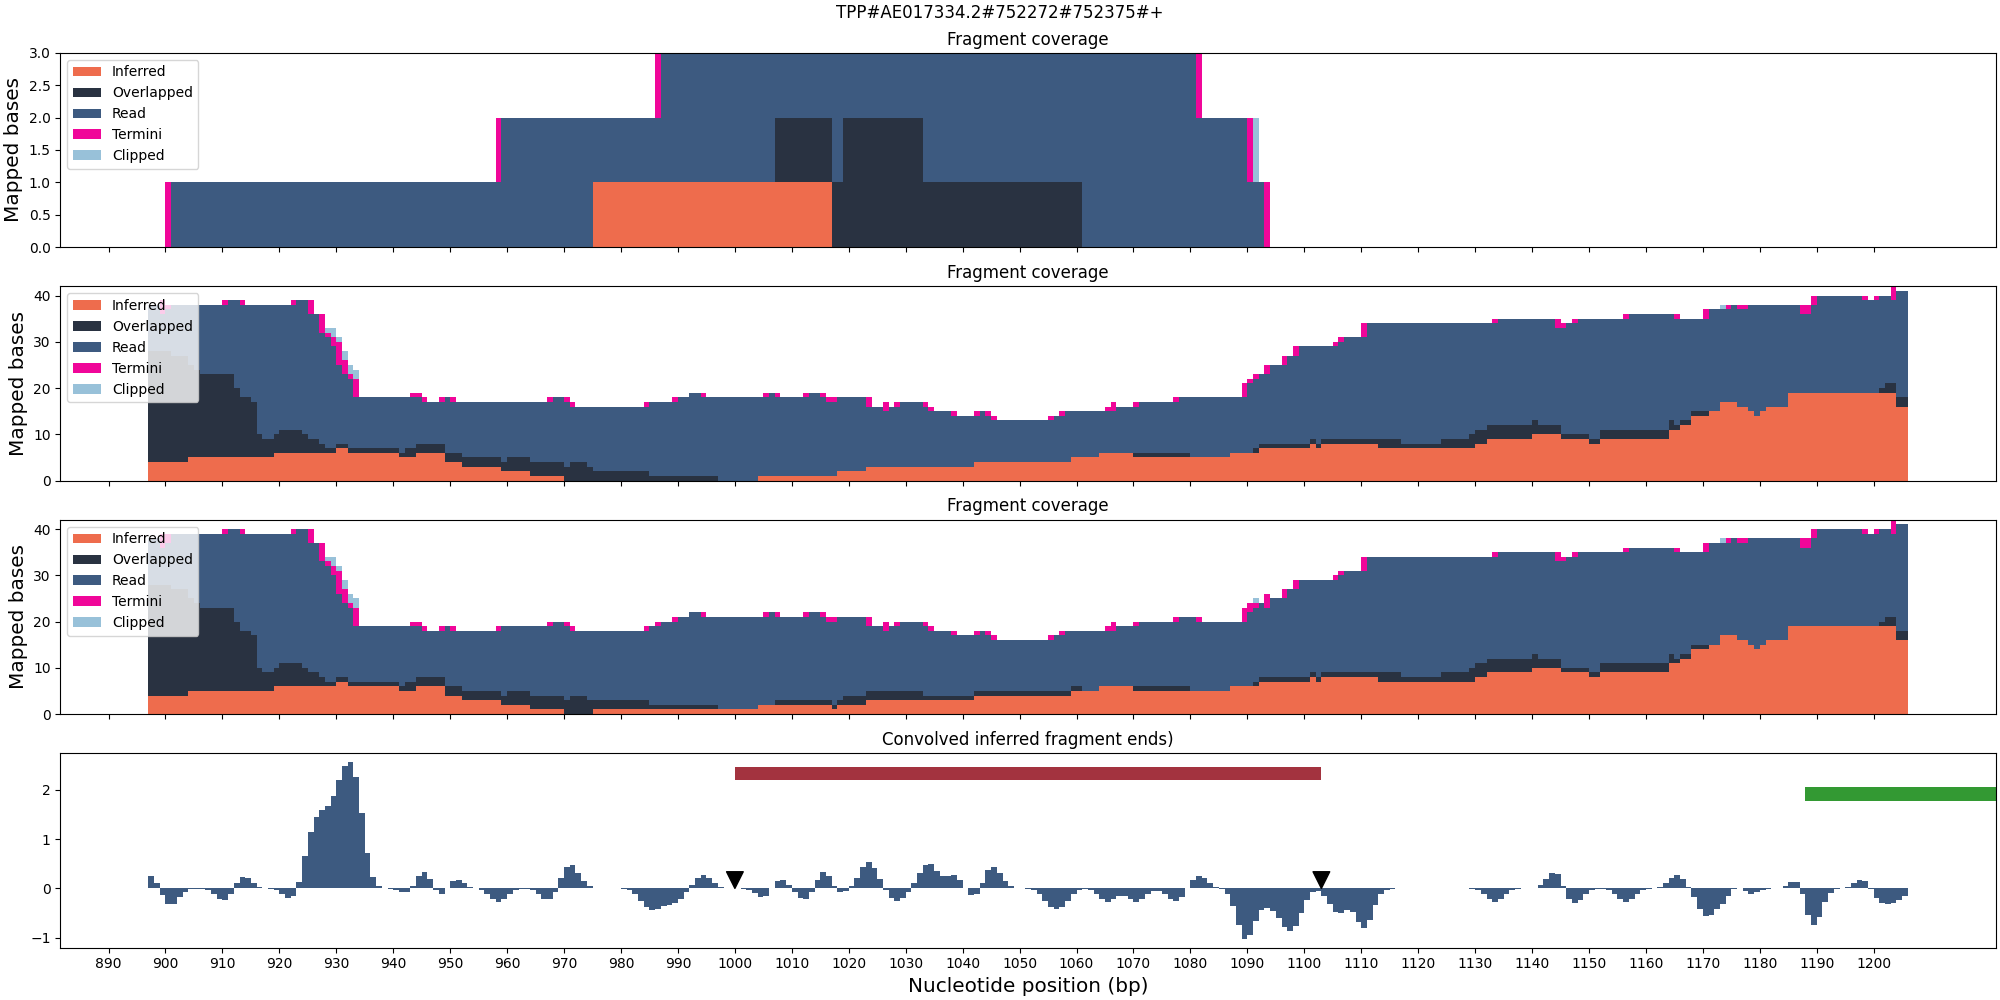 TPP#AE017334.2#752272#752375#+
Fragment coverage
Mapped bases
3.0
2.5
2.0
1.5
1.0
0.5
0.0
Inferred
Overlapped
Read
Termini
Clipped
Fragment coverage
Mapped bases
40
30
20
10
0
Inferred
Overlapped
Read
Termini
Clipped
Fragment coverage
Mapped bases
40
30
20
10
0
Inferred
Overlapped
Read
Termini
Clipped
Convolved inferred fragment ends)
2
1
0
−1
890 900 910 920 930 940 950 960 970 980 990 1000 1010 1020 1030 1040 1050 1060 1070 1080 1090 1100 1110 1120 1130 1140 1150 1160 1170 1180 1190 1200
Nucleotide position (bp)